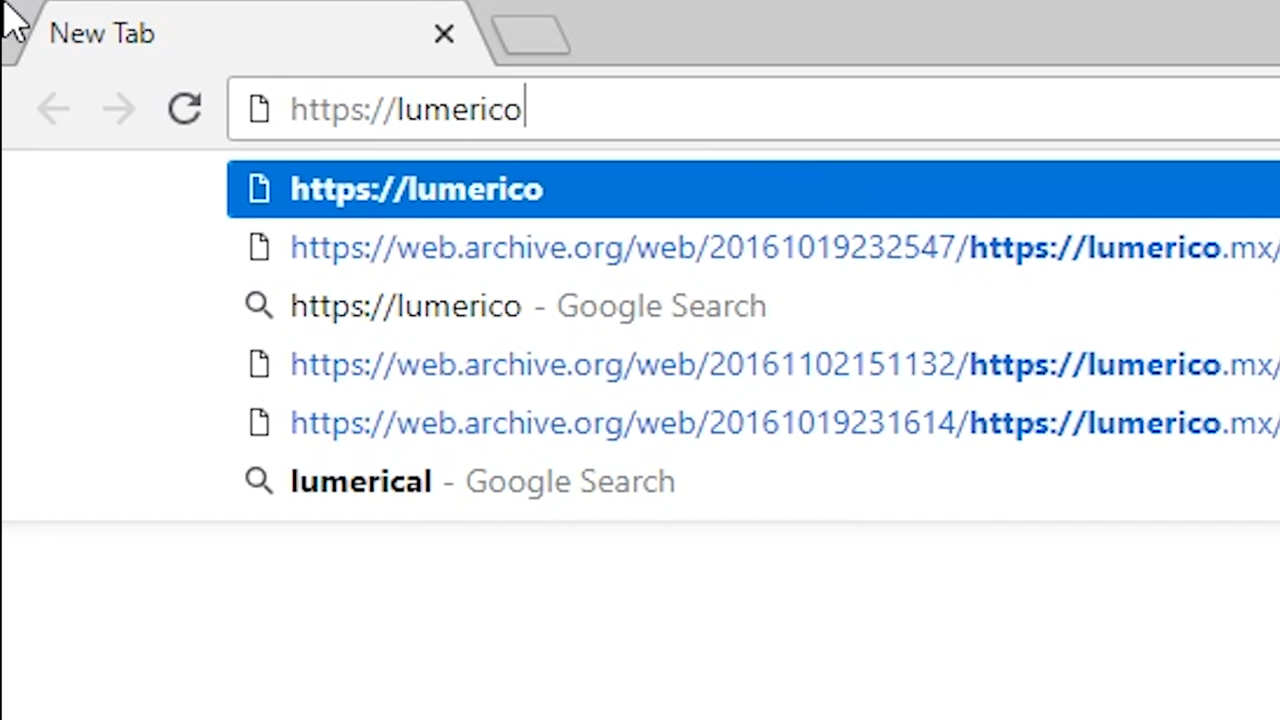 New Tab
https://lumerico
https://lumerico
https://web.archive.org/web/20161019232547/https://lumerico.mx/
https://lumerico - Google Search
https://web.archive.org/web/20161102151132/https://lumerico.mx/
https://web.archive.org/web/20161019231614/https://lumerico.mx/
lumerical - Google Search